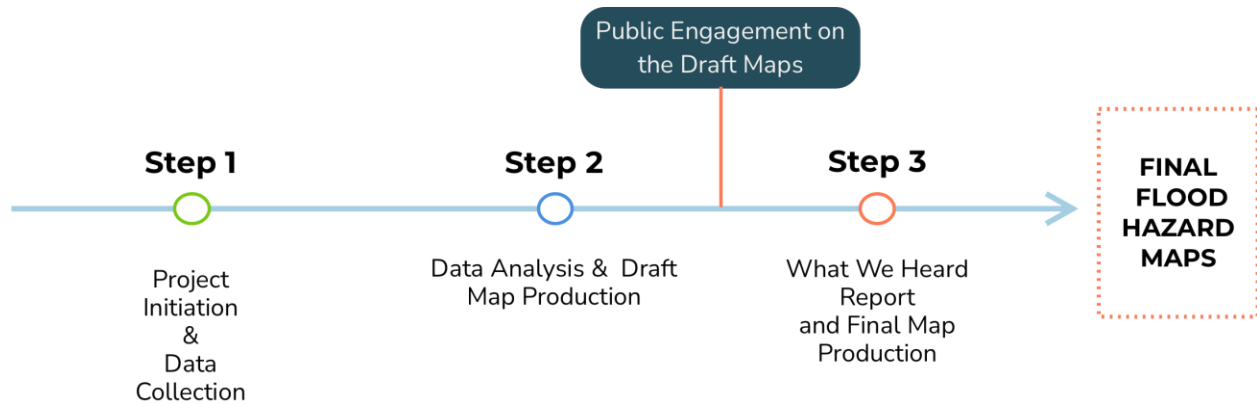 Public Engagement on
the Draft Maps
Step 1
Step 2
Step 3
Project
Initiation
&
Data
Collection
Data Analysis & Draft
Map Production
What We Heard
Report
and Final Map
Production
FINAL
FLOOD
HAZARD
MAPS